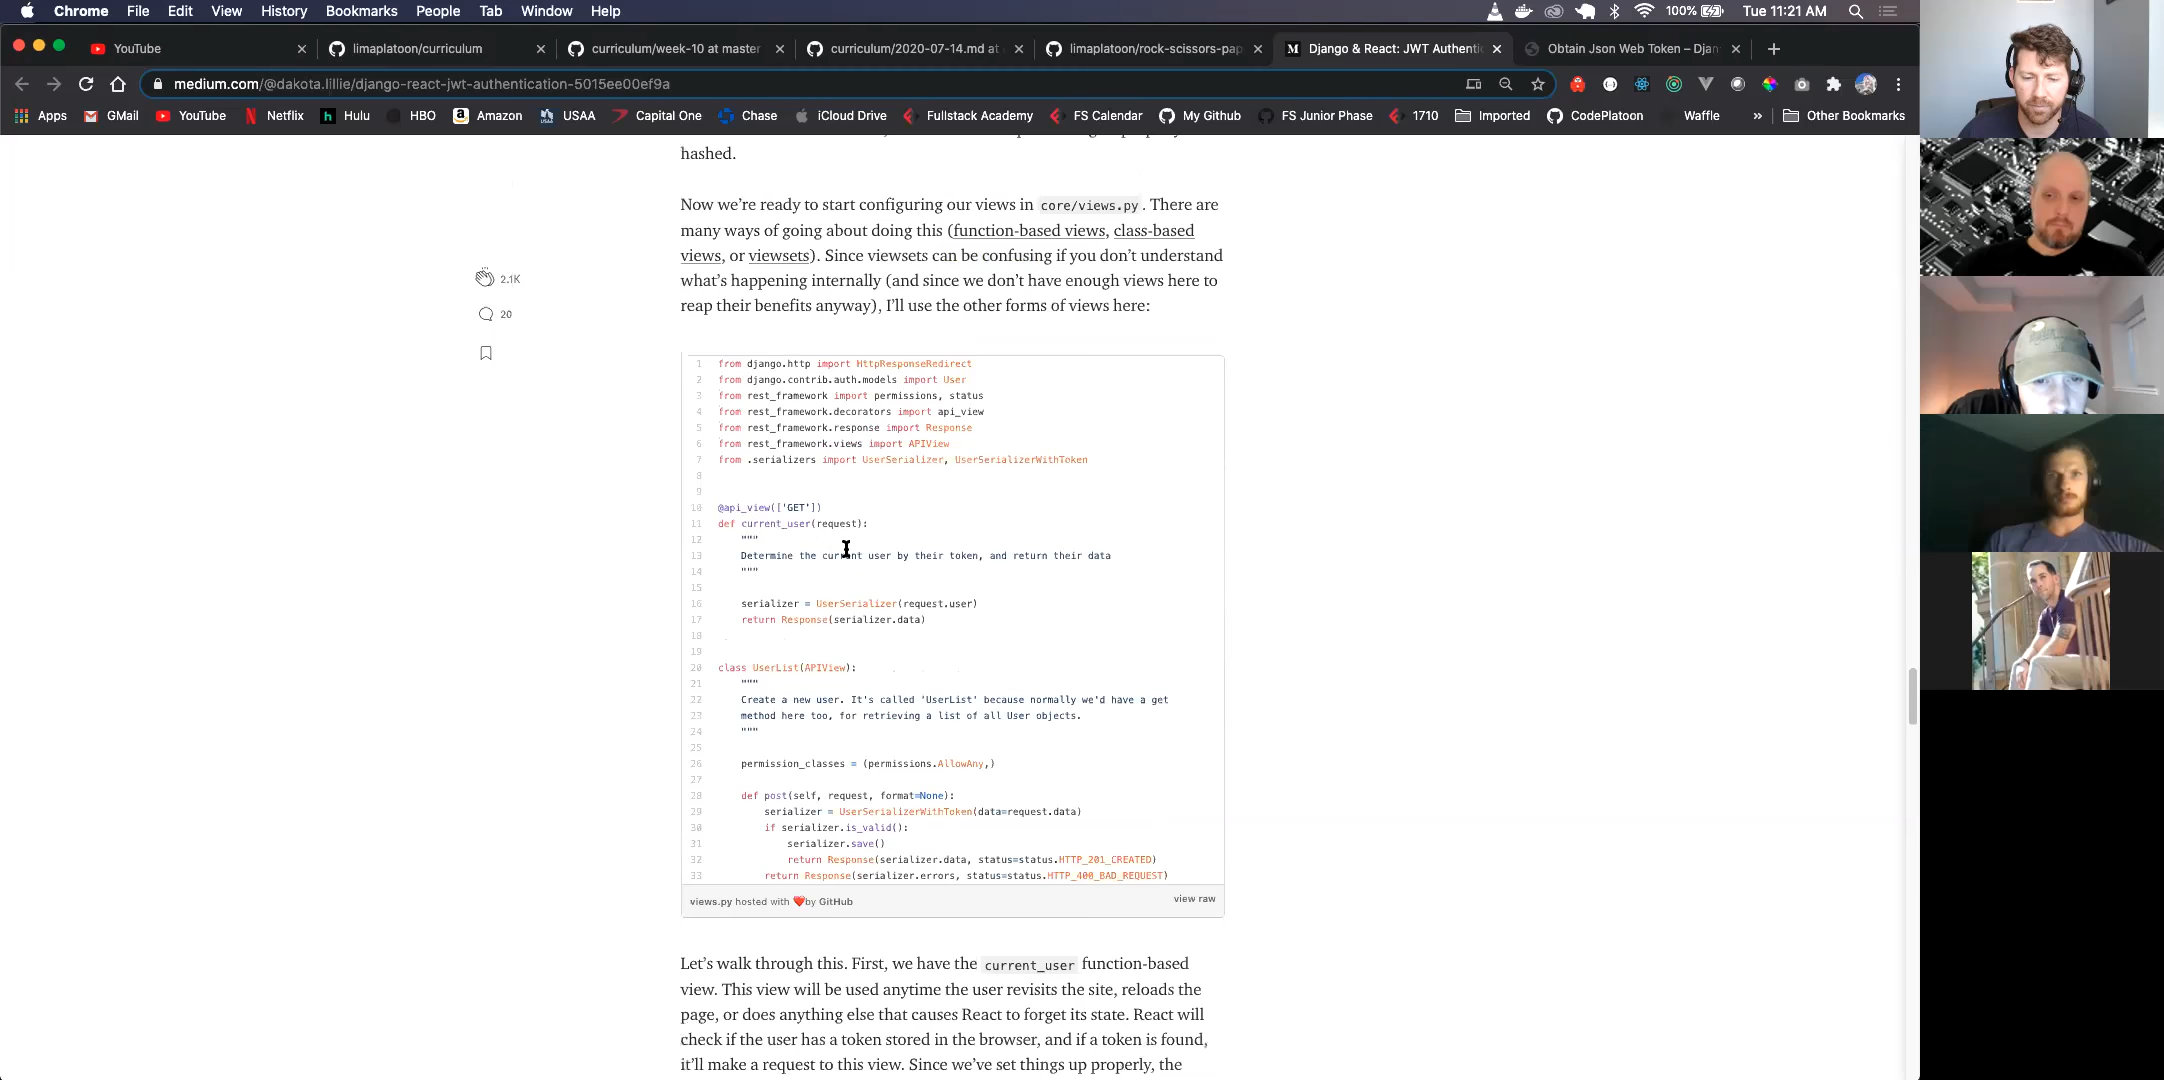 Chrome File Edit View History Bookmarks People Tab Window Help 100% Tue 11:21 AM
YouTube limaplatoon/curriculum curriculum/week-10 at master curriculum/2020-07-14.md at limaplatoon/rock-scissors-pap Django & React: JWT Authenti Obtain Json Web Token – Djan
medium.com/@dakota.lillie/django-react-jwt-authentication-5015ee00ef9a
Apps GMail YouTube Netflix Hulu HBO Amazon USAA Capital One Chase iCloud Drive Fullstack Academy FS Calendar My Github FS Junior Phase 1710 Imported CodePlatoon Waffle » Other Bookmarks
hashed.
Now we’re ready to start configuring our views in core/views.py. There are
many ways of going about doing this (function-based views, class-based
views, or viewsets). Since viewsets can be confusing if you don’t understand
what’s happening internally (and since we don’t have enough views here to
reap their benefits anyway), I’ll use the other forms of views here:
2.1K
20
1 from django.http import HttpResponseRedirect
2 from django.contrib.auth.models import User
3 from rest_framework import permissions, status
4 from rest_framework.decorators import api_view
5 from rest_framework.response import Response
6 from rest_framework.views import APIView
7 from .serializers import UserSerializer, UserSerializerWithToken
8
9
10 @api_view(['GET'])
11 def current_user(request):
12 """
13 Determine the current user by their token, and return their data
14 """
15
16 serializer = UserSerializer(request.user)
17 return Response(serializer.data)
18
19
20 class UserList(APIView):
21 """
22 Create a new user. It's called 'UserList' because normally we'd have a get
23 method here too, for retrieving a list of all User objects.
24 """
25
26 permission_classes = (permissions.AllowAny,)
27
28 def post(self, request, format=None):
29 serializer = UserSerializerWithToken(data=request.data)
30 if serializer.is_valid():
31 serializer.save()
32 return Response(serializer.data, status=status.HTTP_201_CREATED)
33 return Response(serializer.errors, status=status.HTTP_400_BAD_REQUEST)
views.py hosted with ❤ by GitHub view raw
Let’s walk through this. First, we have the current_user function-based
view. This view will be used anytime the user revisits the site, reloads the
page, or does anything else that causes React to forget its state. React will
check if the user has a token stored in the browser, and if a token is found,
it’ll make a request to this view. Since we’ve set things up properly, the